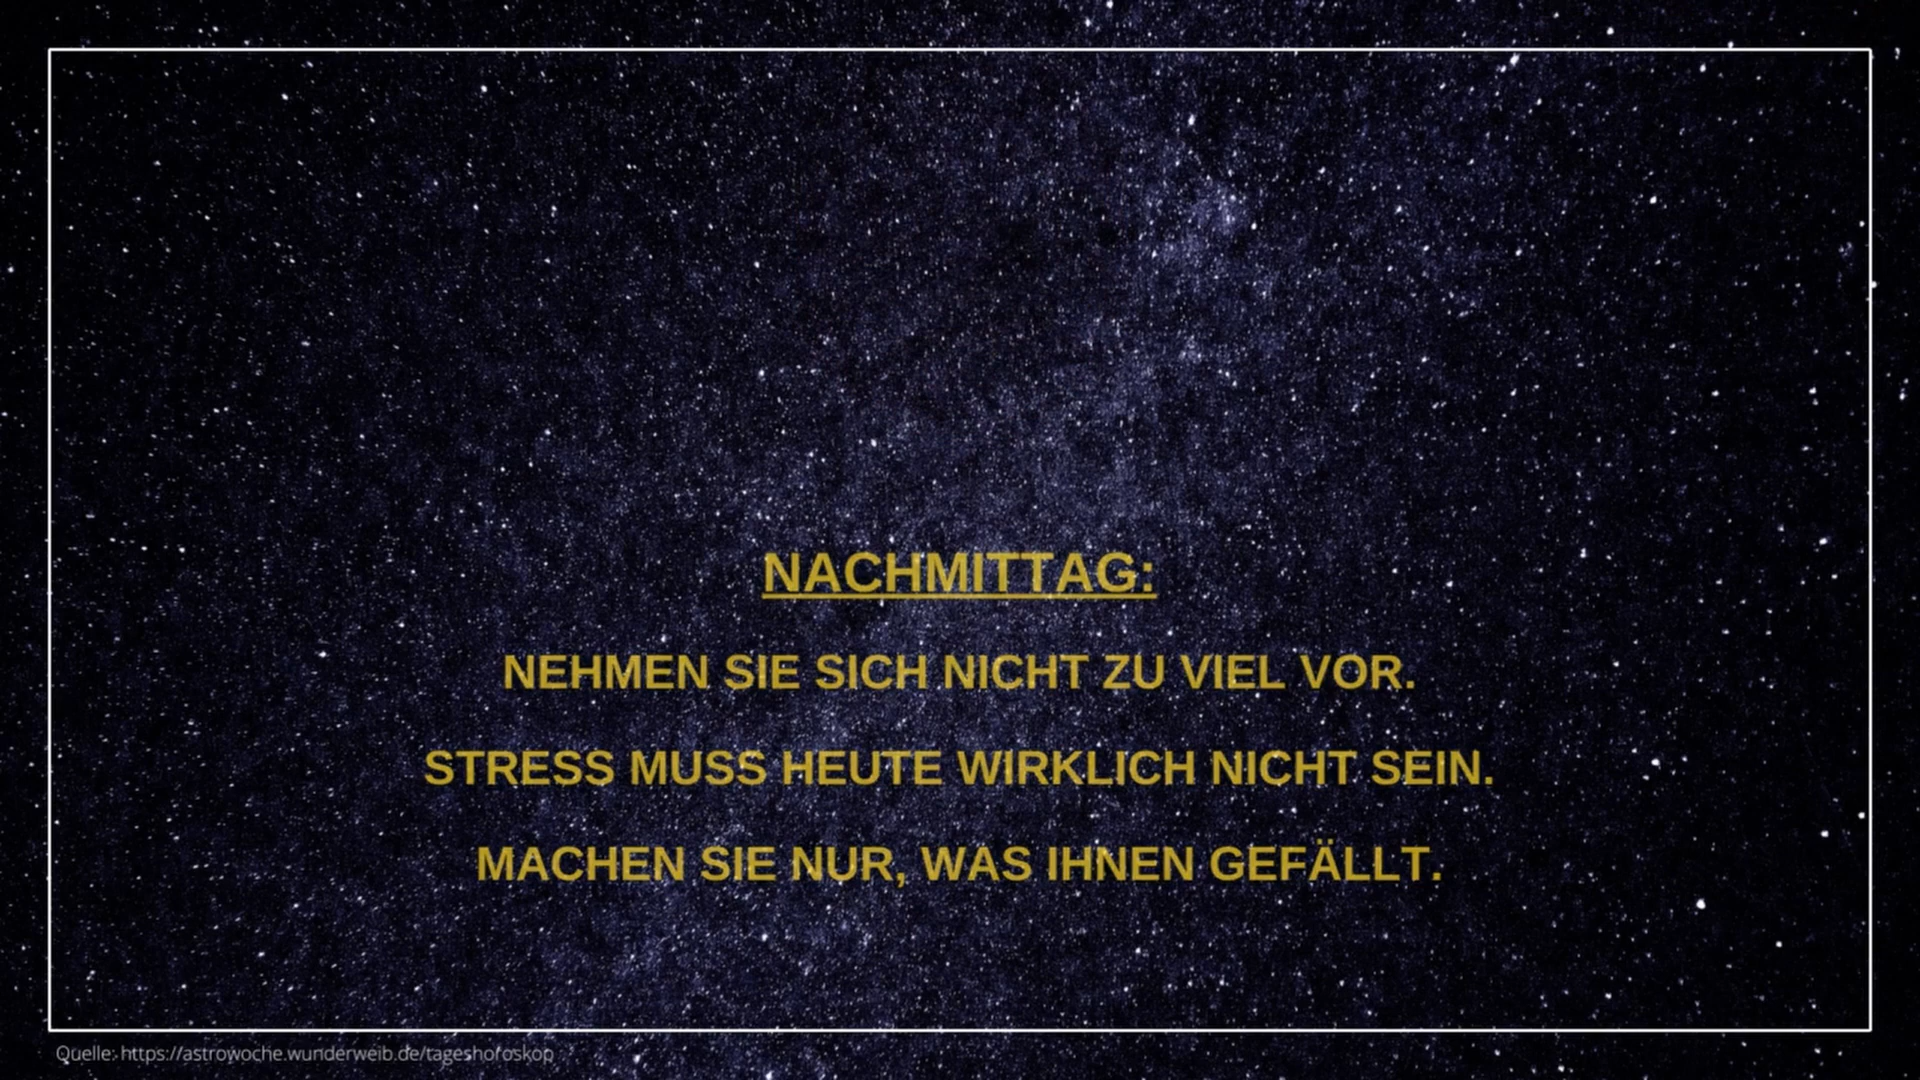 NACHMITTAG:
NEHMEN SIE SICH NICHT ZU VIEL VOR.
STRESS MUSS HEUTE WIRKLICH NICHT SEIN.
MACHEN SIE NUR, WAS IHNEN GEFÄLLT.
Quelle: https://astrowoche.wunderweib.de/tageshoroskop